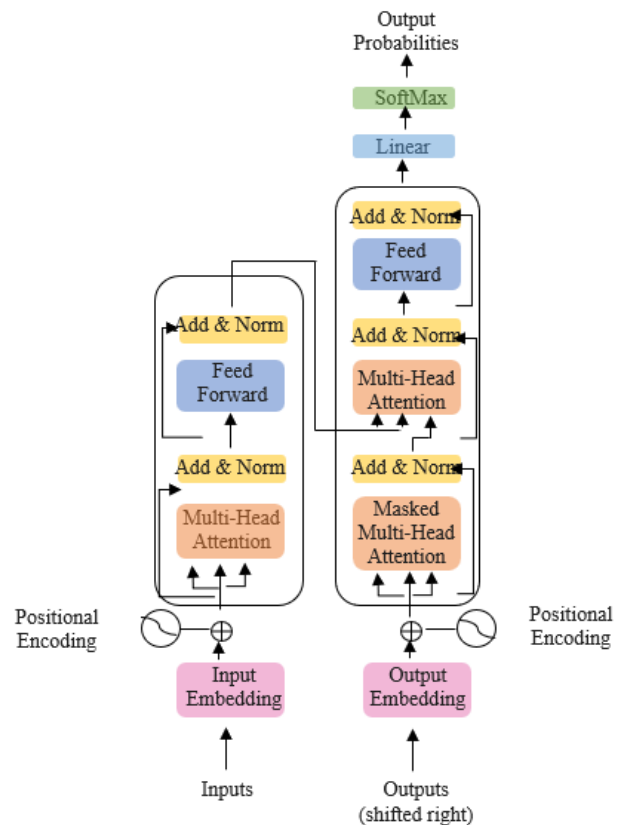 Output
Probabilities
SoftMax
Linear
Add & Norm
Feed
Forward
Add & Norm
Multi-Head
Attention
Add & Norm
Masked
Multi-Head
Attention
Add & Norm
Feed
Forward
Add & Norm
Multi-Head
Attention
Positional
Encoding
Positional
Encoding
Input
Embedding
Output
Embedding
Inputs
Outputs
(shifted right)